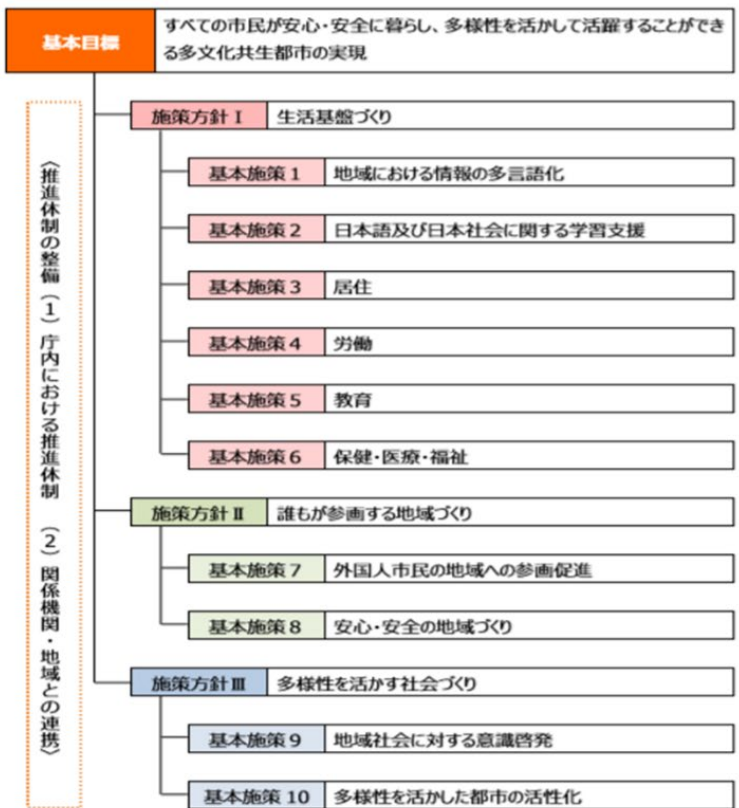 基本目標
すべての市民が安心・安全に暮らし、多様性を活かして活躍することができ
る多文化共生都市の実現
施策方針Ⅰ 生活基盤づくり
基本施策1 地域における情報の多言語化
基本施策2 日本語及び日本社会に関する学習支援
基本施策3 居住
基本施策4 労働
基本施策5 教育
基本施策6 保健・医療・福祉
施策方針Ⅱ 誰もが参画する地域づくり
基本施策7 外国人市民の地域への参画促進
基本施策8 安心・安全の地域づくり
施策方針Ⅲ 多様性を活かす社会づくり
基本施策9 地域社会に対する意識啓発
基本施策10 多様性を活かした都市の活性化
〈推進体制の整備(1)庁内における推進体制 (2)関係機関・地域との連携〉